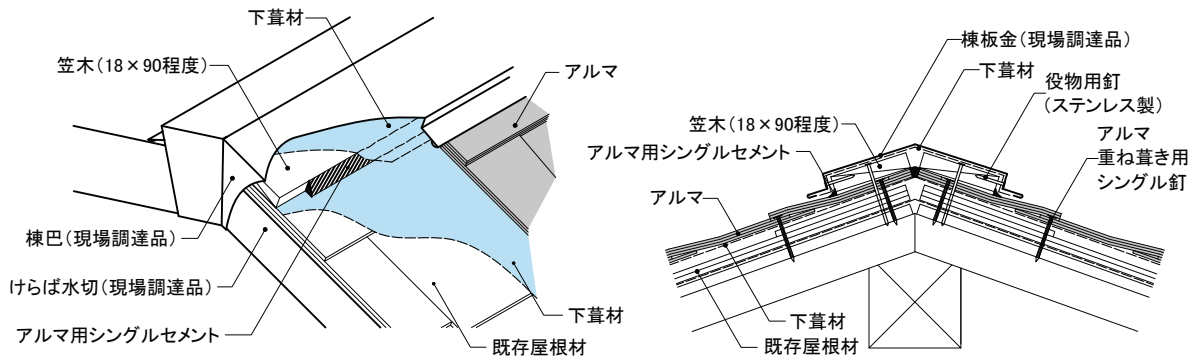 下葺材
笠木（18×90程度）
アルマ
棟巴（現場調達品）
けらば水切（現場調達品）
アルマ用シングルセメント
下葺材
既存屋根材
棟板金（現場調達品）
下葺材
役物用釘
（ステンレス製）
笠木（18×90程度）
アルマ
重ね葺き用
シングル釘
アルマ用シングルセメント
アルマ
下葺材
既存屋根材